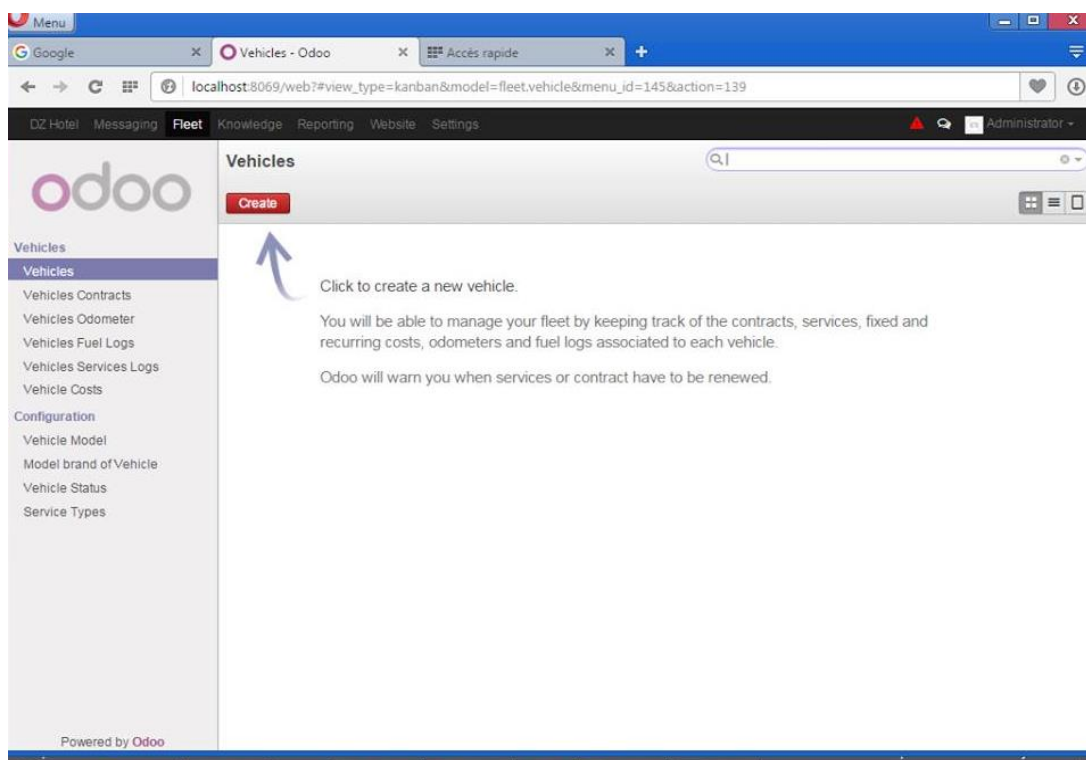 Menu
Google
Vehicles - Odoo
Accès rapide
localhost:8069/web?#view_type=kanban&model=fleet.vehicle&menu_id=145&action=139
DZ Hotel Messaging Fleet Knowledge Reporting Website Settings Administrator
odoo
Vehicles
Create
Vehicles
Vehicles
Vehicles Contracts
Vehicles Odometer
Vehicles Fuel Logs
Vehicles Services Logs
Vehicle Costs
Configuration
Vehicle Model
Model brand of Vehicle
Vehicle Status
Service Types
Click to create a new vehicle.
You will be able to manage your fleet by keeping track of the contracts, services, fixed and
recurring costs, odometers and fuel logs associated to each vehicle.
Odoo will warn you when services or contract have to be renewed.
Powered by Odoo